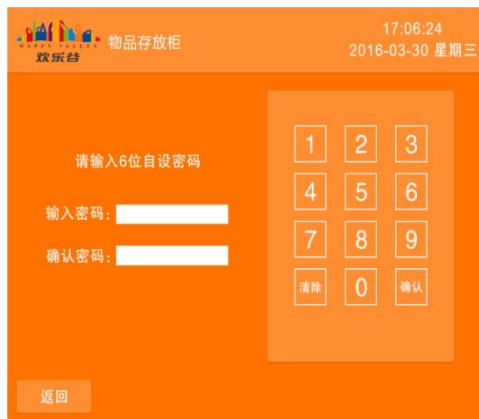 HAPPY VALLEY
欢乐谷
物品存放柜
17:06:24
2016-03-30 星期三
请输入6位自设密码
输入密码:
确认密码:
1 2 3
4 5 6
7 8 9
清除 0 确认
返回